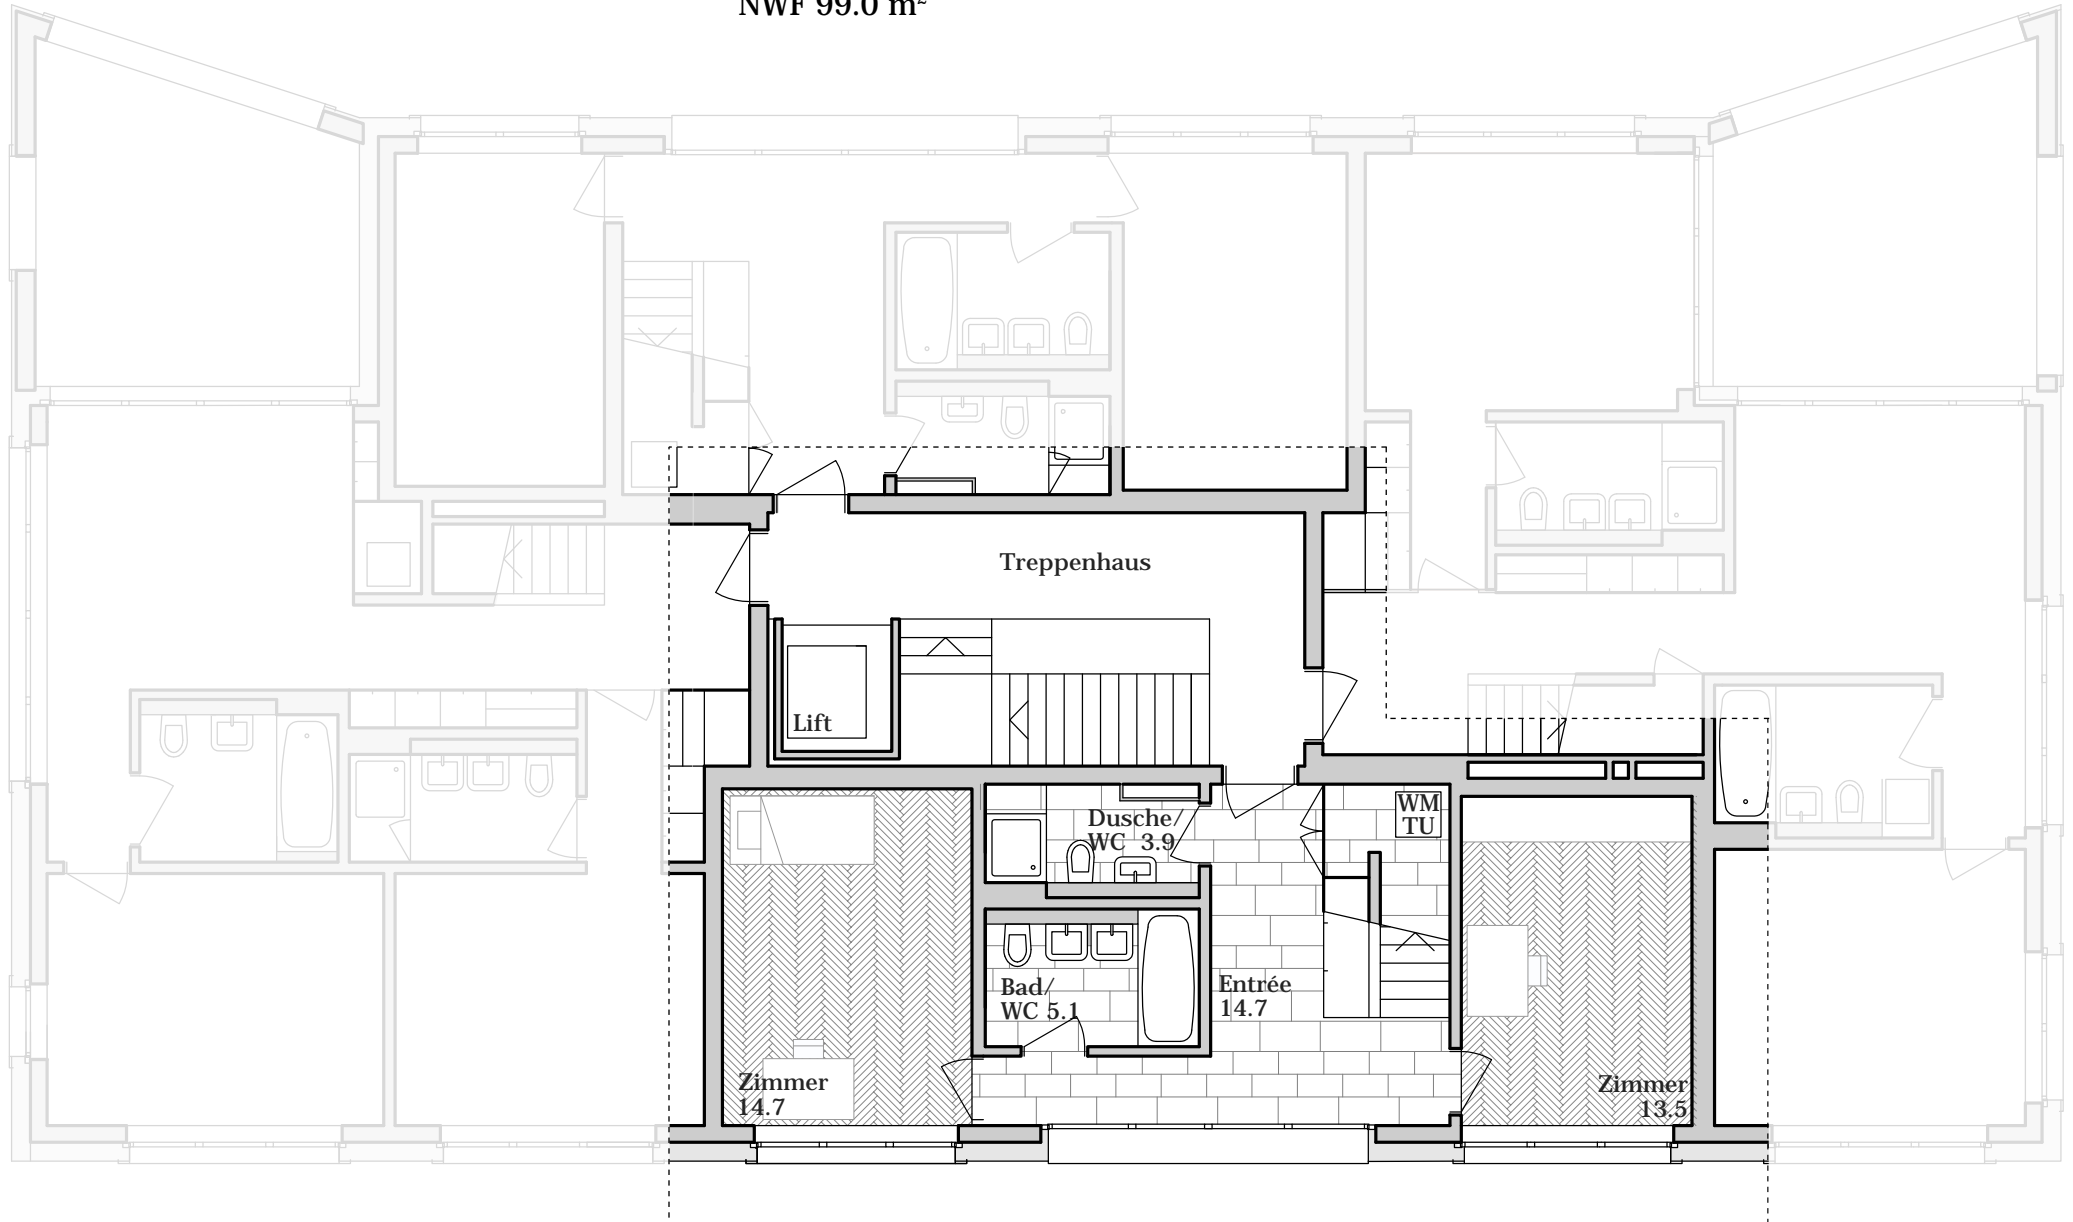 NWF 99.0 m²
Treppenhaus
Lift
WM
TU
Dusche/
WC 3.9
Bad/
WC 5.1
Entrée
14.7
Zimmer
14.7
Zimmer
13.5